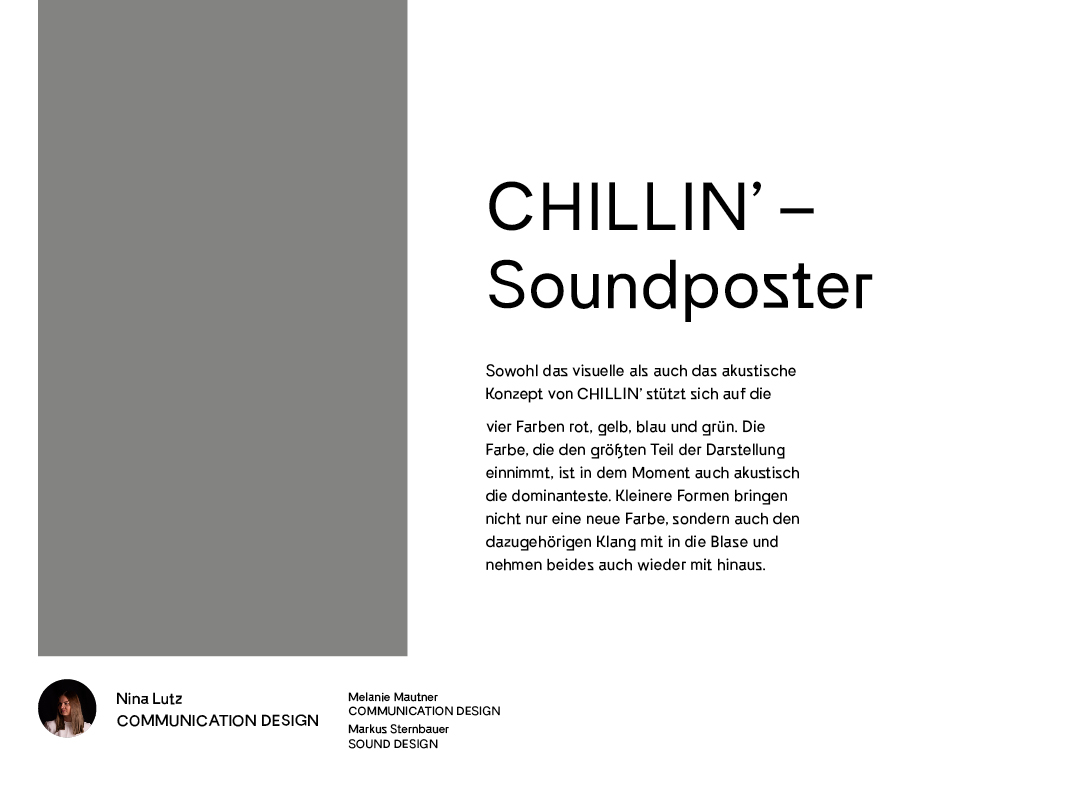 CHILLIN’ –
Soundposter
Sowohl das visuelle als auch das akustische
Konzept von CHILLIN’ stützt sich auf die
vier Farben rot, gelb, blau und grün. Die
Farbe, die den größten Teil der Darstellung
einnimmt, ist in dem Moment auch akustisch
die dominanteste. Kleinere Formen bringen
nicht nur eine neue Farbe, sondern auch den
dazugehörigen Klang mit in die Blase und
nehmen beides auch wieder mit hinaus.
Nina Lutz
COMMUNICATION DESIGN
Melanie Mautner
COMMUNICATION DESIGN
Markus Sternbauer
SOUND DESIGN